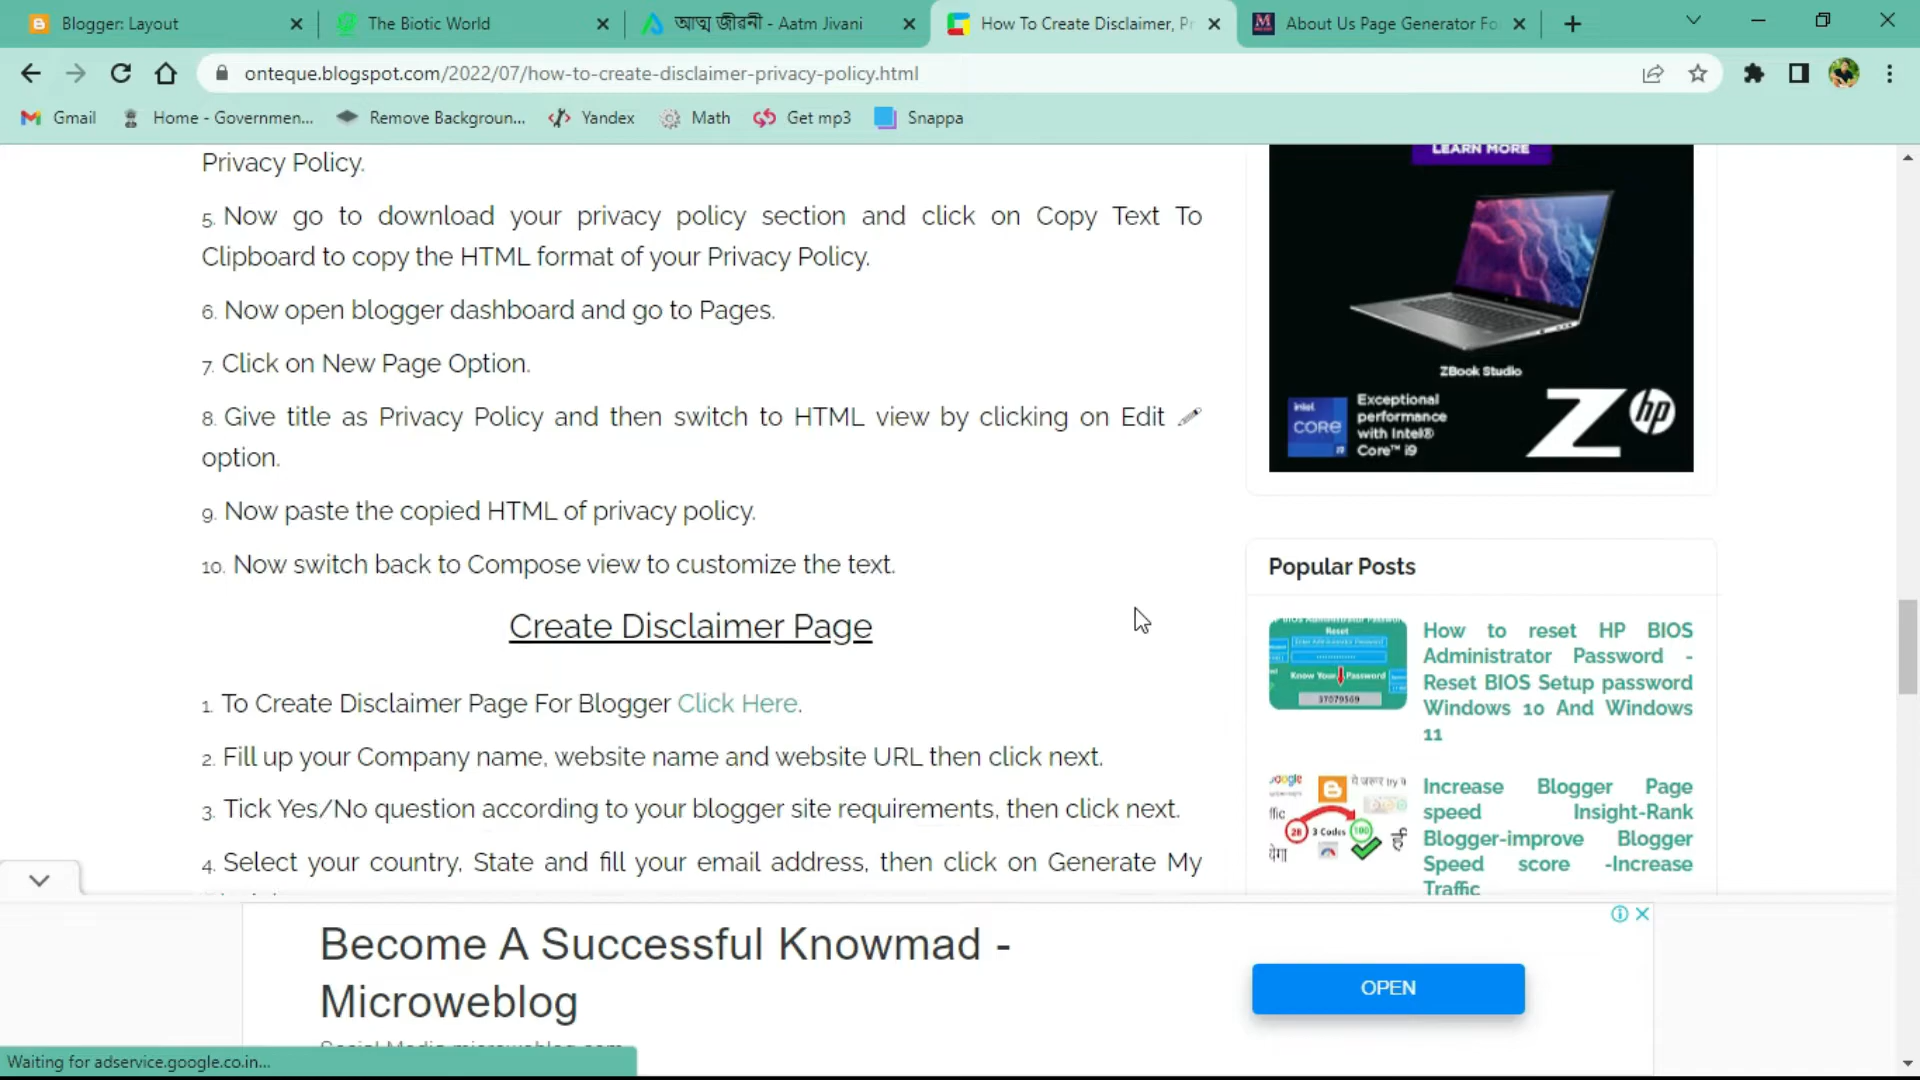 Blogger: Layout
The Biotic World
আত্ম জীৱনী - Aatm Jivani
How To Create Disclaimer, Pr
About Us Page Generator Fo
onteque.blogspot.com/2022/07/how-to-create-disclaimer-privacy-policy.html
Gmail
Home - Governmen...
Remove Backgroun...
Yandex
Math
Get mp3
Snappa
Privacy Policy.
5. Now go to download your privacy policy section and click on Copy Text To
Clipboard to copy the HTML format of your Privacy Policy.
6. Now open blogger dashboard and go to Pages.
7. Click on New Page Option.
8. Give title as Privacy Policy and then switch to HTML view by clicking on Edit
option.
9. Now paste the copied HTML of privacy policy.
10. Now switch back to Compose view to customize the text.
Create Disclaimer Page
1. To Create Disclaimer Page For Blogger Click Here.
2. Fill up your Company name, website name and website URL then click next.
3. Tick Yes/No question according to your blogger site requirements, then click next.
4. Select your country, State and fill your email address, then click on Generate My
LEARN MORE
ZBook Studio
intel
CORE
i9
Exceptional
performance
with Intel®
Core™ i9
Z hp
Popular Posts
Reset
Know Your Password
37079569
How to reset HP BIOS
Administrator Password -
Reset BIOS Setup password
Windows 10 And Windows
11
3 Codes
28
100
Increase Blogger Page
speed Insight-Rank
Blogger-improve Blogger
Speed score -Increase
Traffic
Become A Successful Knowmad -
Microweblog
OPEN
Waiting for adservice.google.co.in...